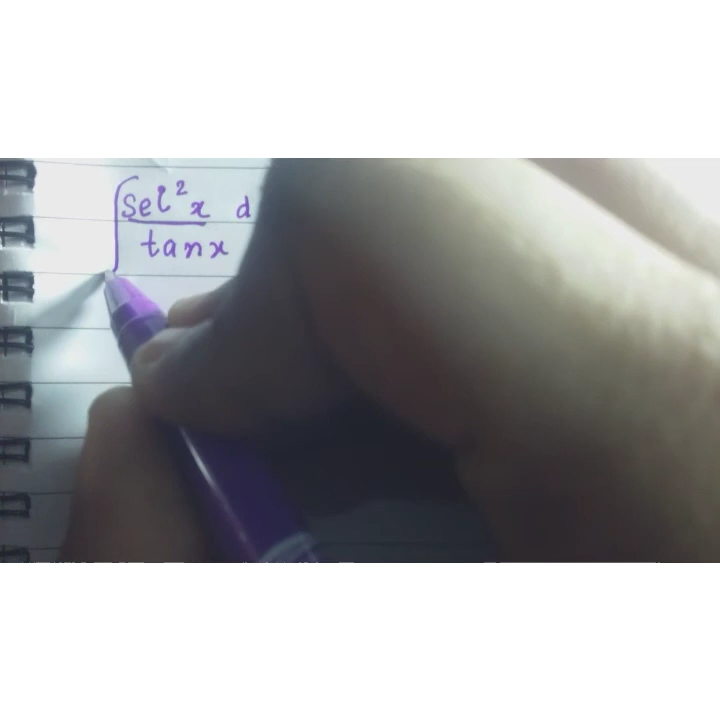 ∫ sec²x d
tanx